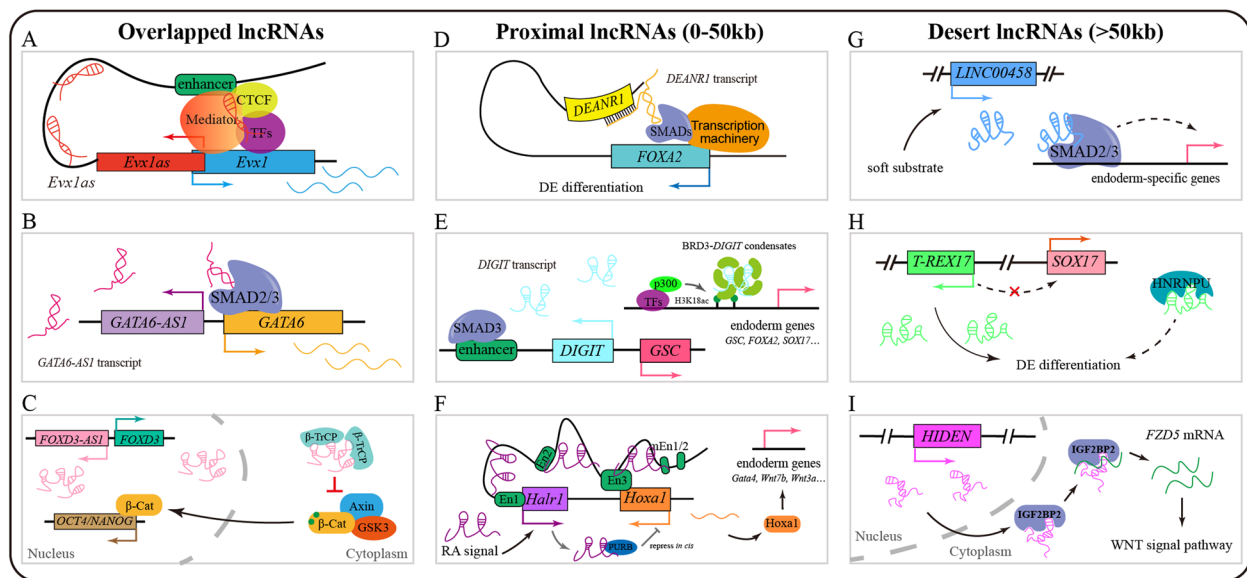 Overlapped lncRNAs
Proximal lncRNAs (0-50kb)
Desert lncRNAs (>50kb)
A
enhancer
CTCF
Mediator
TFs
Evx1as
Evx1
Evx1as
B
SMAD2/3
GATA6-AS1
GATA6
GATA6-AS1 transcript
C
FOXD3-AS1
FOXD3
β-TrCP
β-TrCP
β-Cat
OCT4/NANOG
Axin
β-Cat
GSK3
Nucleus
Cytoplasm
D
DEANR1 transcript
DEANR1
SMADs
Transcription
machinery
FOXA2
DE differentiation
E
BRD3-DIGIT condensates
DIGIT transcript
p300
TFs
H3K18ac
SMAD3
enhancer
DIGIT
GSC
endoderm genes
GSC, FOXA2, SOX17...
F
En2
mEn1/2
En3
En1
Halr1
Hoxa1
endoderm genes
Gata4, Wnt7b, Wnt3a...
RA signal
PURB
repress in cis
Hoxa1
G
LINC00458
soft substrate
SMAD2/3
endoderm-specific genes
H
T-REX17
SOX17
HNRNPU
DE differentiation
I
HIDEN
IGF2BP2
FZD5 mRNA
IGF2BP2
Cytoplasm
Nucleus
WNT signal pathway